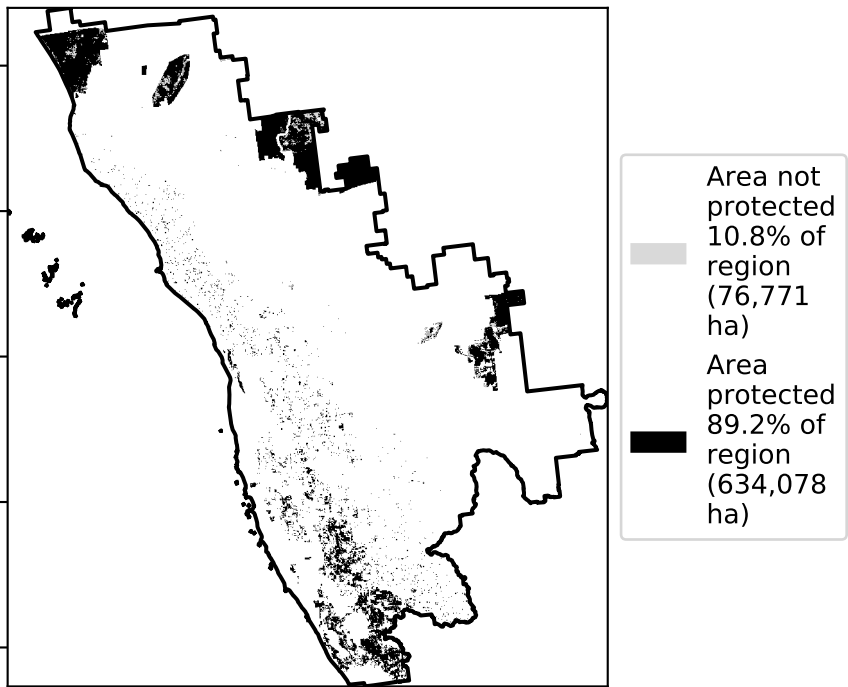 Area not
protected
10.8% of
region
(76,771
ha)
Area
protected
89.2% of
region
(634,078
ha)